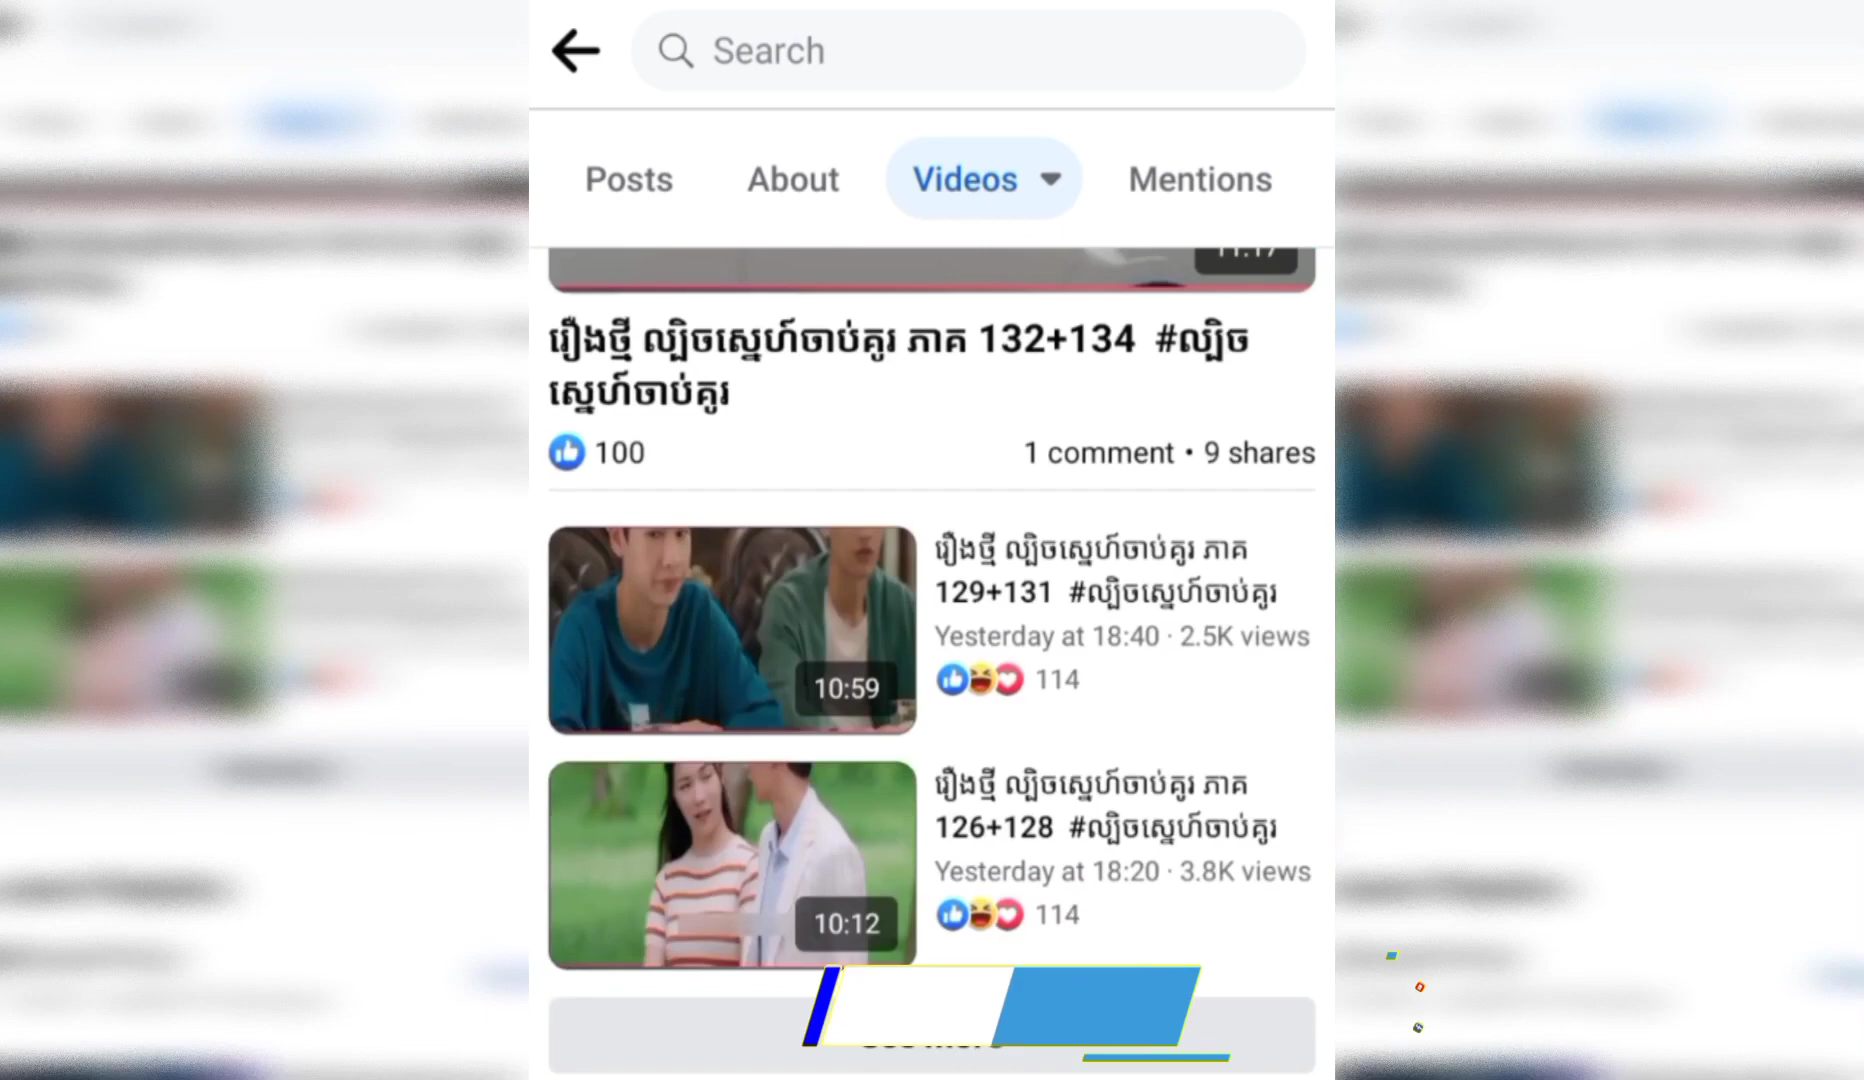 Search
Posts About Videos Mentions
រឿងថ្មី ល្បិចស្នេហ៍ចាប់គូរ ភាគ 132+134 #ល្បិច
ស្នេហ៍ចាប់គូរ
100 1 comment • 9 shares
រឿងថ្មី ល្បិចស្នេហ៍ចាប់គូរ ភាគ
129+131 #ល្បិចស្នេហ៍ចាប់គូរ
Yesterday at 18:40 · 2.5K views
114
10:59
រឿងថ្មី ល្បិចស្នេហ៍ចាប់គូរ ភាគ
126+128 #ល្បិចស្នេហ៍ចាប់គូរ
Yesterday at 18:20 · 3.8K views
114
10:12